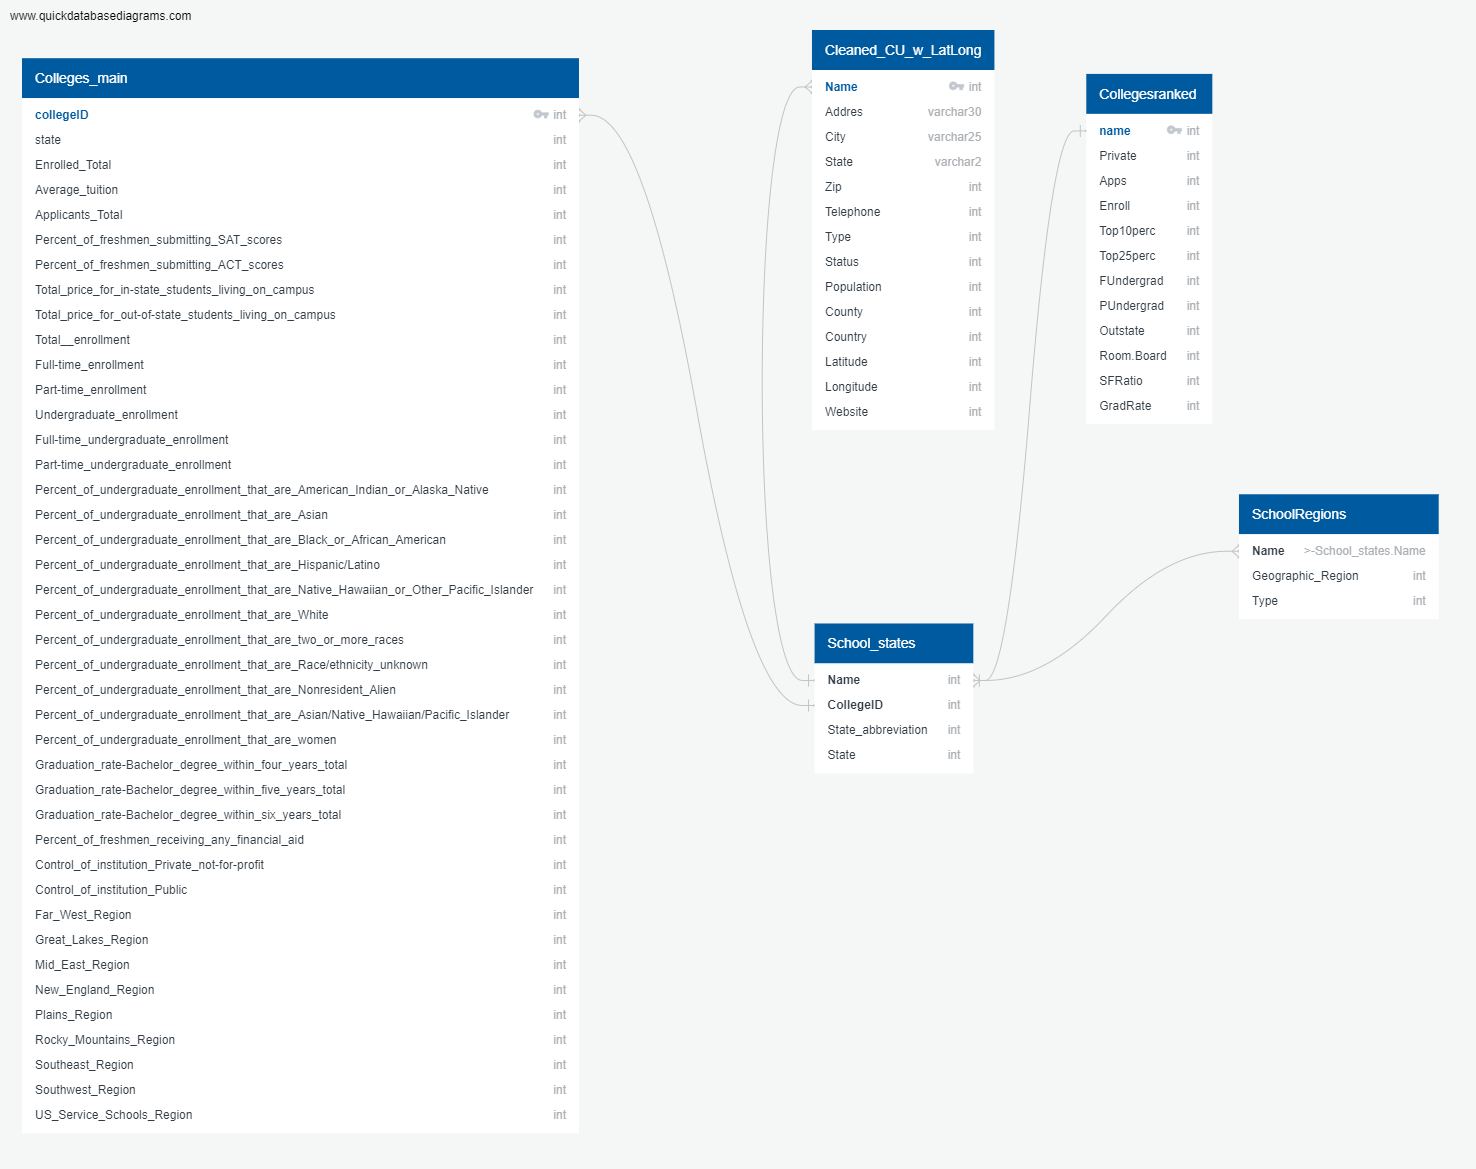 www.quickdatabasediagrams.com
Colleges_main
collegeID int
state int
Enrolled_Total int
Average_tuition int
Applicants_Total int
Percent_of_freshmen_submitting_SAT_scores int
Percent_of_freshmen_submitting_ACT_scores int
Total_price_for_in-state_students_living_on_campus int
Total_price_for_out-of-state_students_living_on_campus int
Total__enrollment int
Full-time_enrollment int
Part-time_enrollment int
Undergraduate_enrollment int
Full-time_undergraduate_enrollment int
Part-time_undergraduate_enrollment int
Percent_of_undergraduate_enrollment_that_are_American_Indian_or_Alaska_Native int
Percent_of_undergraduate_enrollment_that_are_Asian int
Percent_of_undergraduate_enrollment_that_are_Black_or_African_American int
Percent_of_undergraduate_enrollment_that_are_Hispanic/Latino int
Percent_of_undergraduate_enrollment_that_are_Native_Hawaiian_or_Other_Pacific_Islander int
Percent_of_undergraduate_enrollment_that_are_White int
Percent_of_undergraduate_enrollment_that_are_two_or_more_races int
Percent_of_undergraduate_enrollment_that_are_Race/ethnicity_unknown int
Percent_of_undergraduate_enrollment_that_are_Nonresident_Alien int
Percent_of_undergraduate_enrollment_that_are_Asian/Native_Hawaiian/Pacific_Islander int
Percent_of_undergraduate_enrollment_that_are_women int
Graduation_rate-Bachelor_degree_within_four_years_total int
Graduation_rate-Bachelor_degree_within_five_years_total int
Graduation_rate-Bachelor_degree_within_six_years_total int
Percent_of_freshmen_receiving_any_financial_aid int
Control_of_institution_Private_not-for-profit int
Control_of_institution_Public int
Far_West_Region int
Great_Lakes_Region int
Mid_East_Region int
New_England_Region int
Plains_Region int
Rocky_Mountains_Region int
Southeast_Region int
Southwest_Region int
US_Service_Schools_Region int
Cleaned_CU_w_LatLong
Name int
Addres varchar30
City varchar25
State varchar2
Zip int
Telephone int
Type int
Status int
Population int
County int
Country int
Latitude int
Longitude int
Website int
Collegesranked
name int
Private int
Apps int
Enroll int
Top10perc int
Top25perc int
FUndergrad int
PUndergrad int
Outstate int
Room.Board int
SFRatio int
GradRate int
SchoolRegions
Name >-School_states.Name
Geographic_Region int
Type int
School_states
Name int
CollegeID int
State_abbreviation int
State int